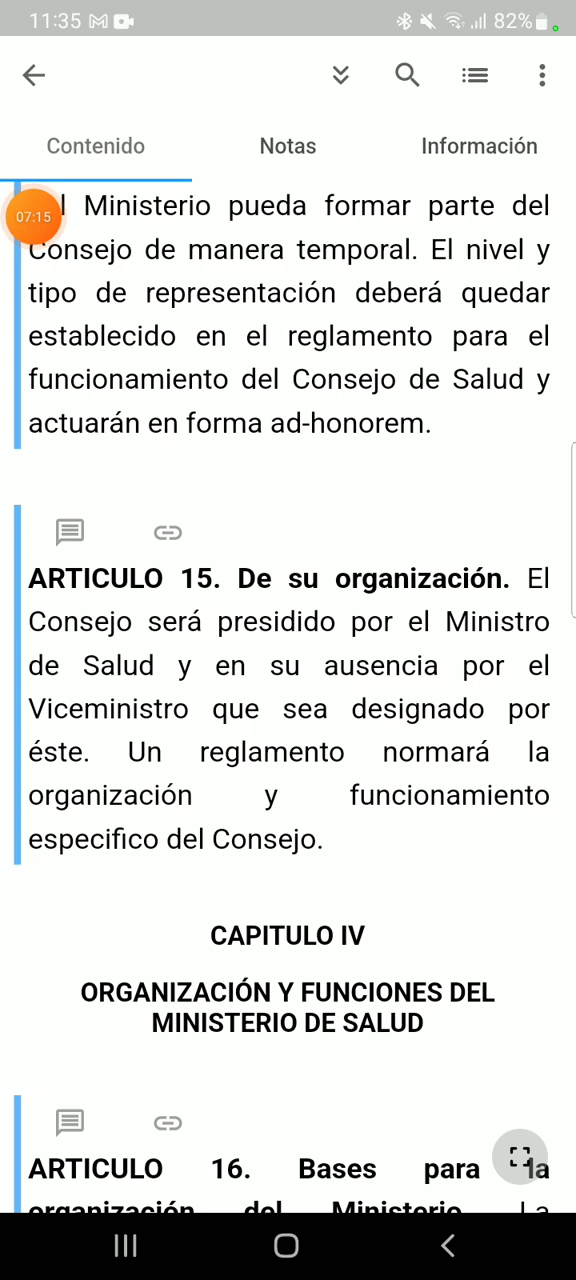 11:35 82%
Contenido Notas Información
07:15
Ministerio pueda formar parte del
Consejo de manera temporal. El nivel y
tipo de representación deberá quedar
establecido en el reglamento para el
funcionamiento del Consejo de Salud y
actuarán en forma ad-honorem.
ARTICULO 15. De su organización. El
Consejo será presidido por el Ministro
de Salud y en su ausencia por el
Viceministro que sea designado por
éste. Un reglamento normará la
organización y funcionamiento
especifico del Consejo.
CAPITULO IV
ORGANIZACIÓN Y FUNCIONES DEL
MINISTERIO DE SALUD
ARTICULO 16. Bases para la
organización del Ministerio. La